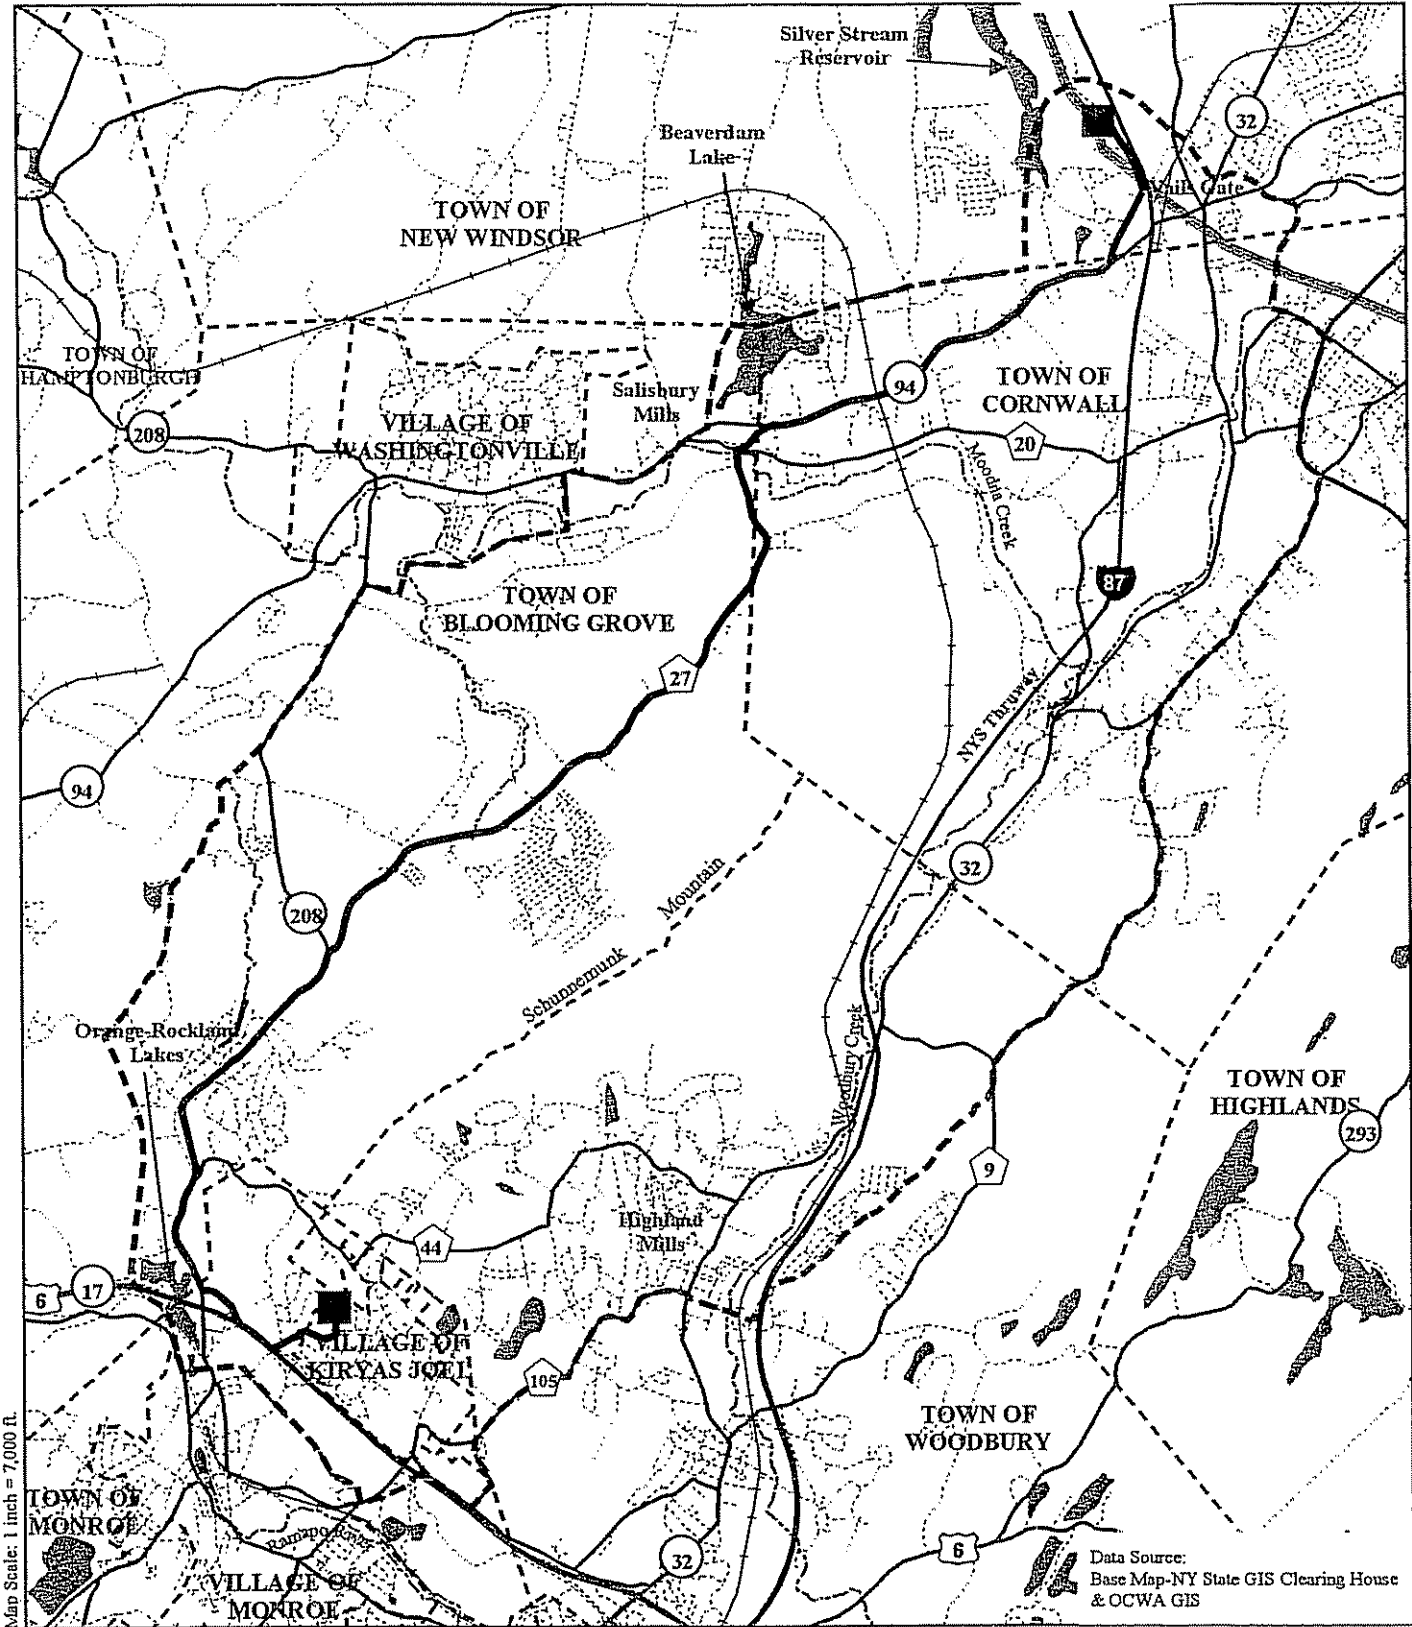 Silver Stream
Reservoir
32
Beaverdam
Lake
Vails Gate
TOWN OF
NEW WINDSOR
TOWN OF
HAMPTONBURGH
Salisbury
Mills
94
TOWN OF
CORNWALL
208
VILLAGE OF
WASHINGTONVILLE
20
Moodna Creek
87
TOWN OF
BLOOMING GROVE
27
NYS Thruway
94
32
Mountain
Schunnemunk
208
Woodbury Creek
Orange-Rockland
Lakes
TOWN OF
HIGHLANDS
293
9
Highland
Mills
44
6
17
VILLAGE OF
KIRYAS JOEL
105
TOWN OF
WOODBURY
TOWN OF
MONROE
Ramapo River
VILLAGE OF
MONROE
32
6
Data Source:
Base Map-NY State GIS Clearing House
& OCWA GIS
Map Scale: 1 inch = 7,000 ft.